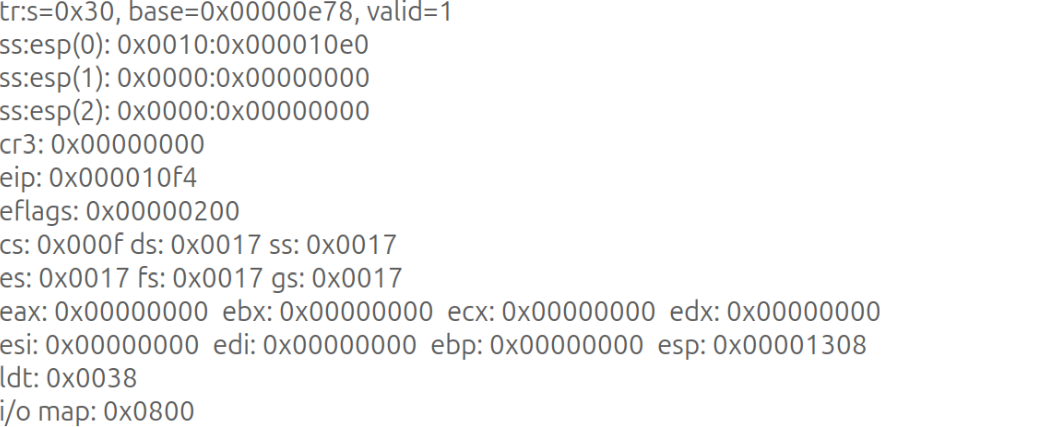 tr:s=0x30, base=0x00000e78, valid=1
ss:esp(0): 0x0010:0x000010e0
ss:esp(1): 0x0000:0x00000000
ss:esp(2): 0x0000:0x00000000
cr3: 0x00000000
eip: 0x000010f4
eflags: 0x00000200
cs: 0x000f ds: 0x0017 ss: 0x0017
es: 0x0017 fs: 0x0017 gs: 0x0017
eax: 0x00000000  ebx: 0x00000000  ecx: 0x00000000  edx: 0x00000000
esi: 0x00000000  edi: 0x00000000  ebp: 0x00000000  esp: 0x00001308
ldt: 0x0038
i/o map: 0x0800